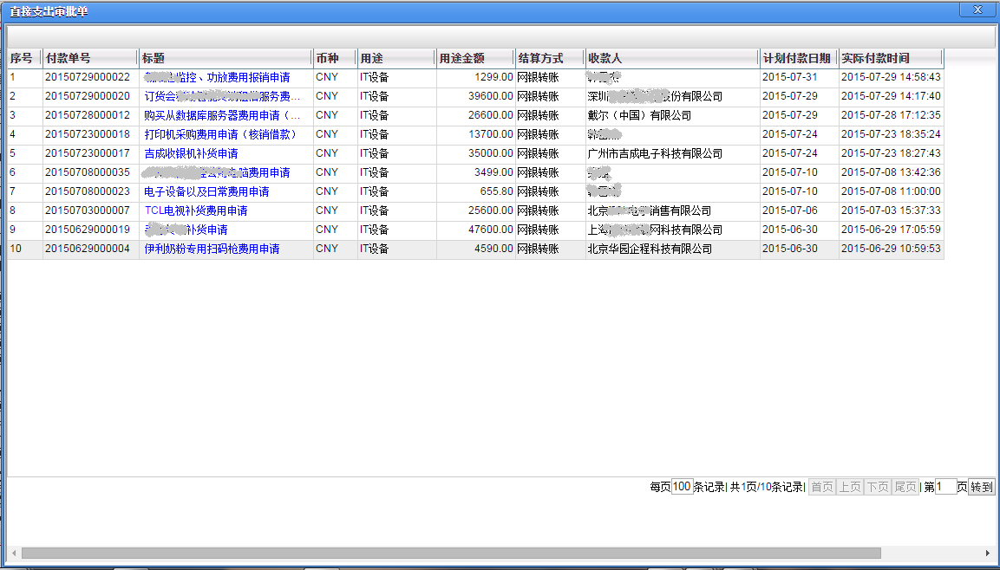 直接支出审批单
序号 付款单号 标题 币种 用途 用途金额 结算方式 收款人 计划付款日期 实际付款时间
1 20150729000022 监控、功放费用报销申请 CNY IT设备 1299.00 网银转账 2015-07-31 2015-07-29 14:58:43
2 20150729000020 订货会 服务费... CNY IT设备 39600.00 网银转账 深圳 股份有限公司 2015-07-29 2015-07-29 14:17:40
3 20150728000012 购买从数据库服务器费用申请（... CNY IT设备 26600.00 网银转账 戴尔（中国）有限公司 2015-07-29 2015-07-28 17:12:35
4 20150723000018 打印机采购费用申请（核销借款） CNY IT设备 13700.00 网银转账 2015-07-24 2015-07-23 18:35:24
5 20150723000017 吉成收银机补货申请 CNY IT设备 35000.00 网银转账 广州市吉成电子科技有限公司 2015-07-24 2015-07-23 18:27:43
6 20150708000035 电脑费用申请 CNY IT设备 3499.00 网银转账 2015-07-10 2015-07-08 13:42:36
7 20150708000023 电子设备以及日常费用申请 CNY IT设备 655.80 网银转账 2015-07-10 2015-07-08 11:00:00
8 20150703000007 TCL电视补货费用申请 CNY IT设备 25600.00 网银转账 北京 销售有限公司 2015-07-06 2015-07-03 15:37:33
9 20150629000019 补货申请 CNY IT设备 47600.00 网银转账 上海 网科技有限公司 2015-06-30 2015-06-29 17:05:59
10 20150629000004 伊利奶粉专用扫码枪费用申请 CNY IT设备 4590.00 网银转账 北京华园企程科技有限公司 2015-06-30 2015-06-29 10:59:53
每页100条记录| 共1页/10条记录| 首页 上页 下页 尾页 | 第1页 转到